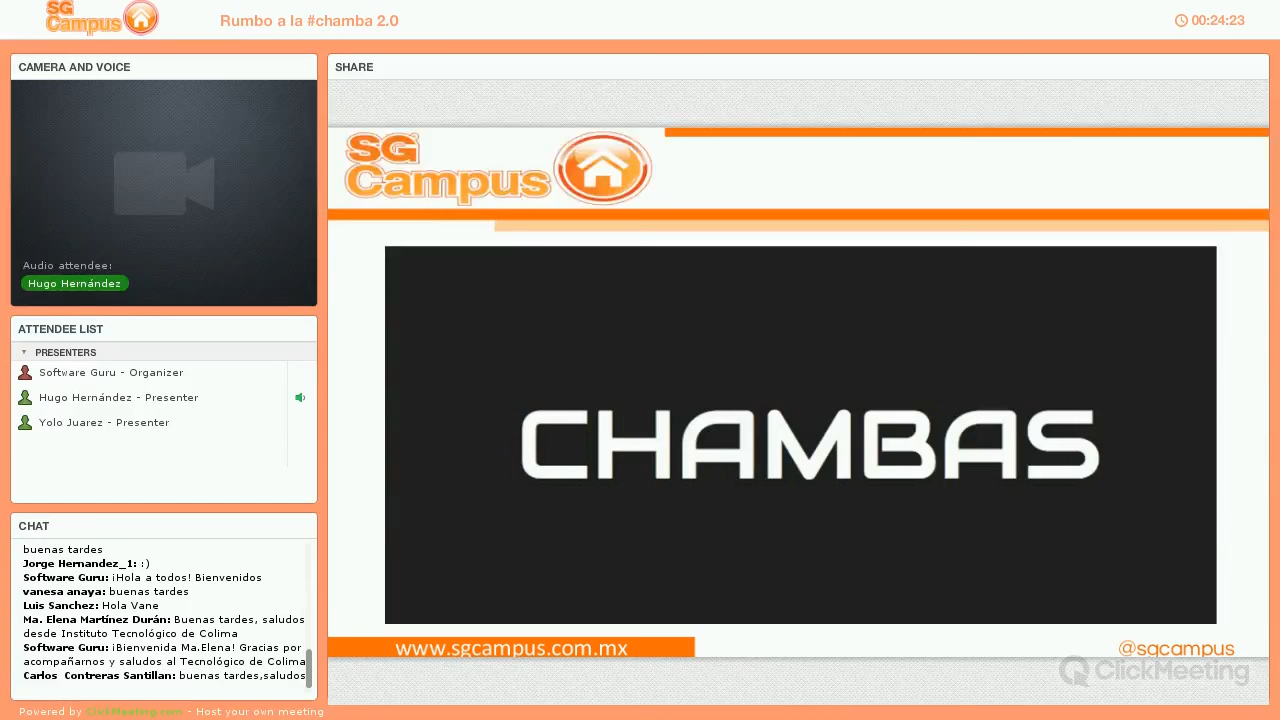 SG
Campus
Rumbo a la #chamba 2.0
00:24:23
CAMERA AND VOICE
Audio attendee:
Hugo Hernández
ATTENDEE LIST
PRESENTERS
Software Guru - Organizer
Hugo Hernández - Presenter
Yolo Juarez - Presenter
CHAT
buenas tardes
Jorge Hernandez_1: :)
Software Guru: ¡Hola a todos! Bienvenidos
vanesa anaya: buenas tardes
Luis Sanchez: Hola Vane
Ma. Elena Martínez Durán: Buenas tardes, saludos
desde Instituto Tecnológico de Colima
Software Guru: ¡Bienvenida Ma.Elena! Gracias por
acompañarnos y saludos al Tecnológico de Colima
Carlos Contreras Santillan: buenas tardes,saludos
Powered by ClickMeeting.com - Host your own meeting
SHARE
SG
Campus
CHAMBAS
www.sgcampus.com.mx
@sgcampus
ClickMeeting